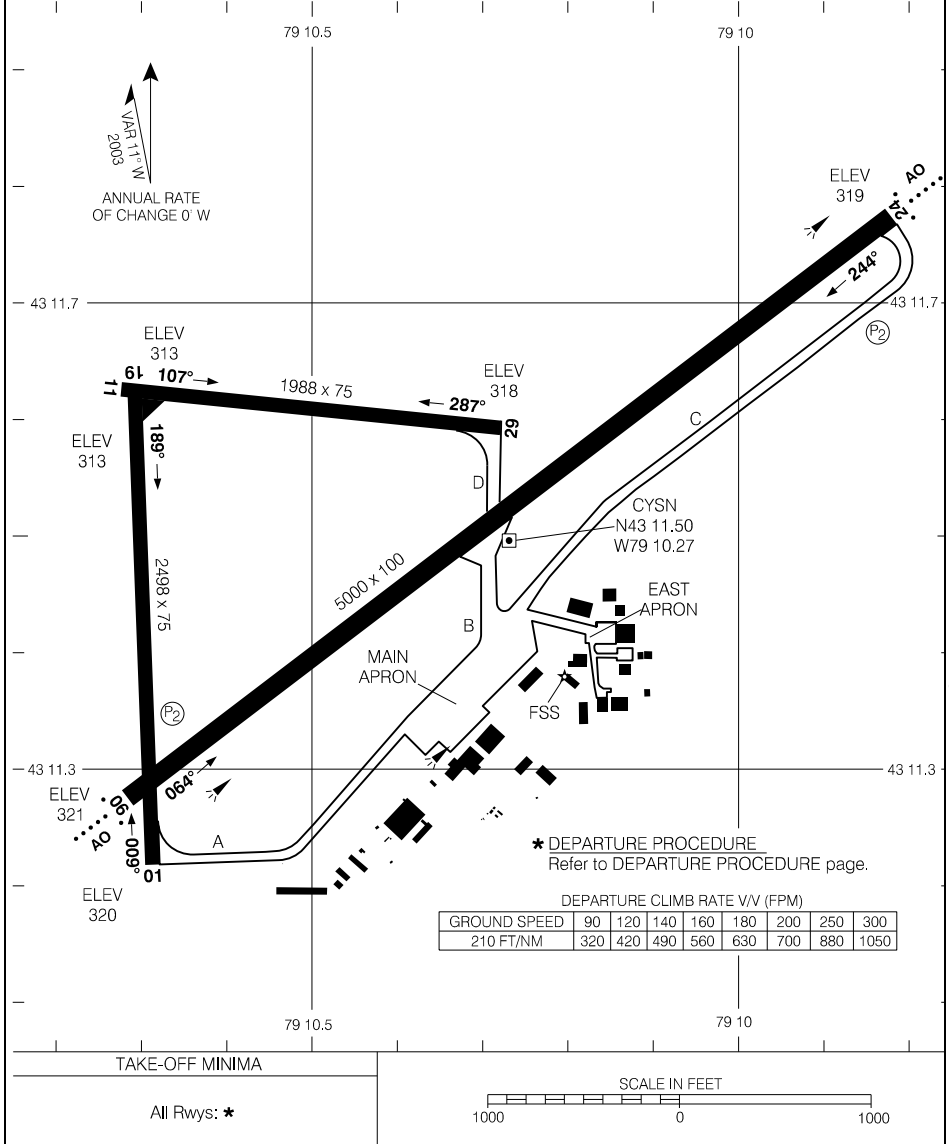 79 10.5
79 10
VAR 11° W
2003
ANNUAL RATE
OF CHANGE 0' W
ELEV
319
AO
24
244°
43 11.7
43 11.7
P2
ELEV
313
11
19
107°
1988 x 75
ELEV
318
287°
29
ELEV
313
189°
C
D
CYSN
N43 11.50
W79 10.27
2498 x 75
5000 x 100
EAST
APRON
B
MAIN
APRON
FSS
P2
43 11.3
43 11.3
064°
ELEV
321
06
AO
009°
01
A
ELEV
320
* DEPARTURE PROCEDURE
Refer to DEPARTURE PROCEDURE page.
DEPARTURE CLIMB RATE V/V (FPM)
GROUND SPEED 90 120 140 160 180 200 250 300
210 FT/NM 320 420 490 560 630 700 880 1050
79 10.5
79 10
TAKE-OFF MINIMA
All Rwys: *
SCALE IN FEET
1000 0 1000